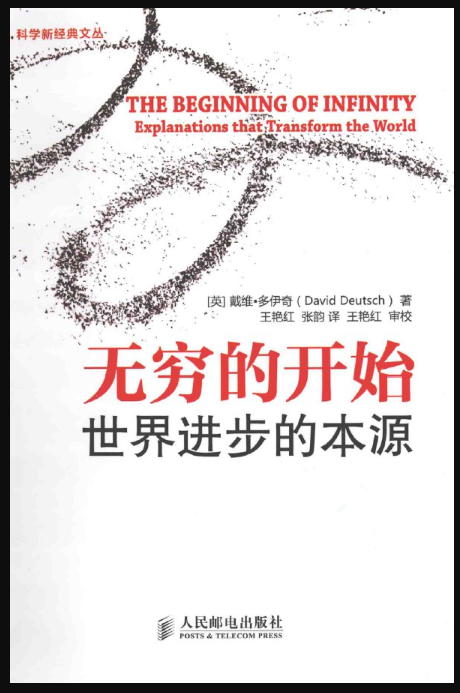 科学新经典文丛
THE BEGINNING OF INFINITY
Explanations that Transform the World
[英] 戴维•多伊奇（David Deutsch）著
王艳红 张韵 译 王艳红 审校
无穷的开始
世界进步的本源
人民邮电出版社
POSTS & TELECOM PRESS